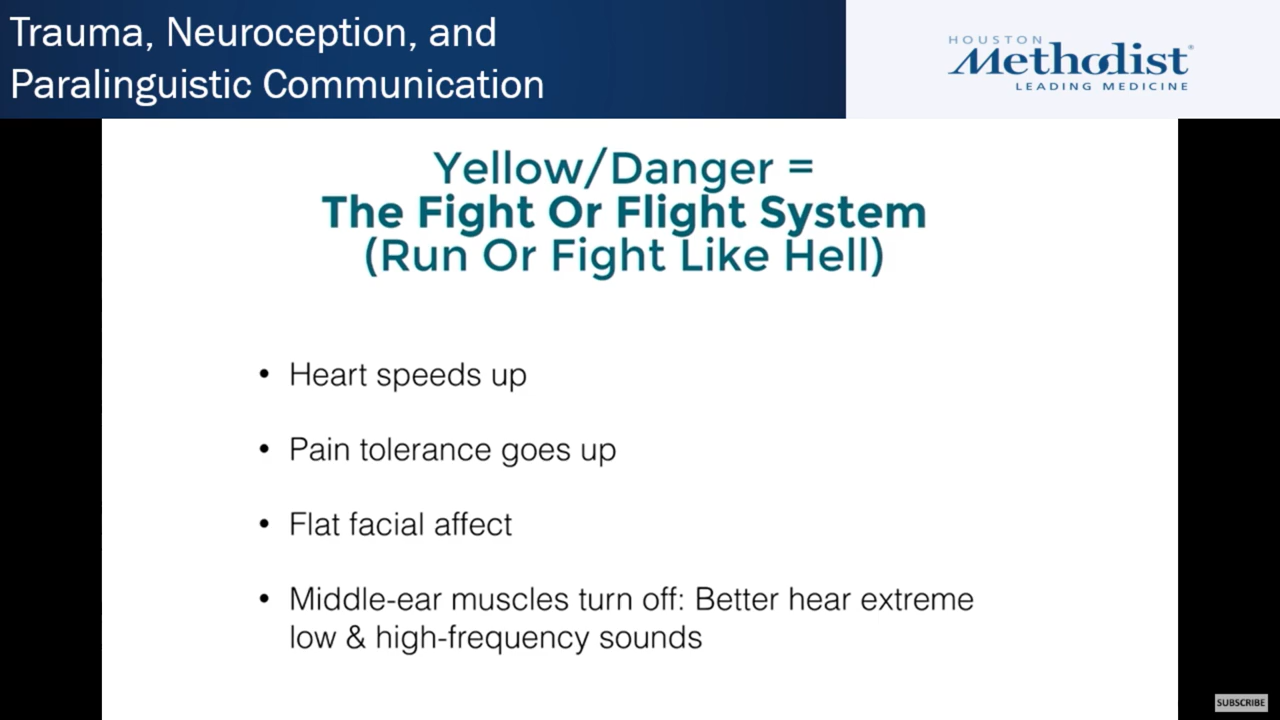 Trauma, Neuroception, and
Paralinguistic Communication
HOUSTON
Methodist®
LEADING MEDICINE
Yellow/Danger =
The Fight Or Flight System
(Run Or Fight Like Hell)
• Heart speeds up
• Pain tolerance goes up
• Flat facial affect
• Middle-ear muscles turn off: Better hear extreme
low & high-frequency sounds
SUBSCRIBE